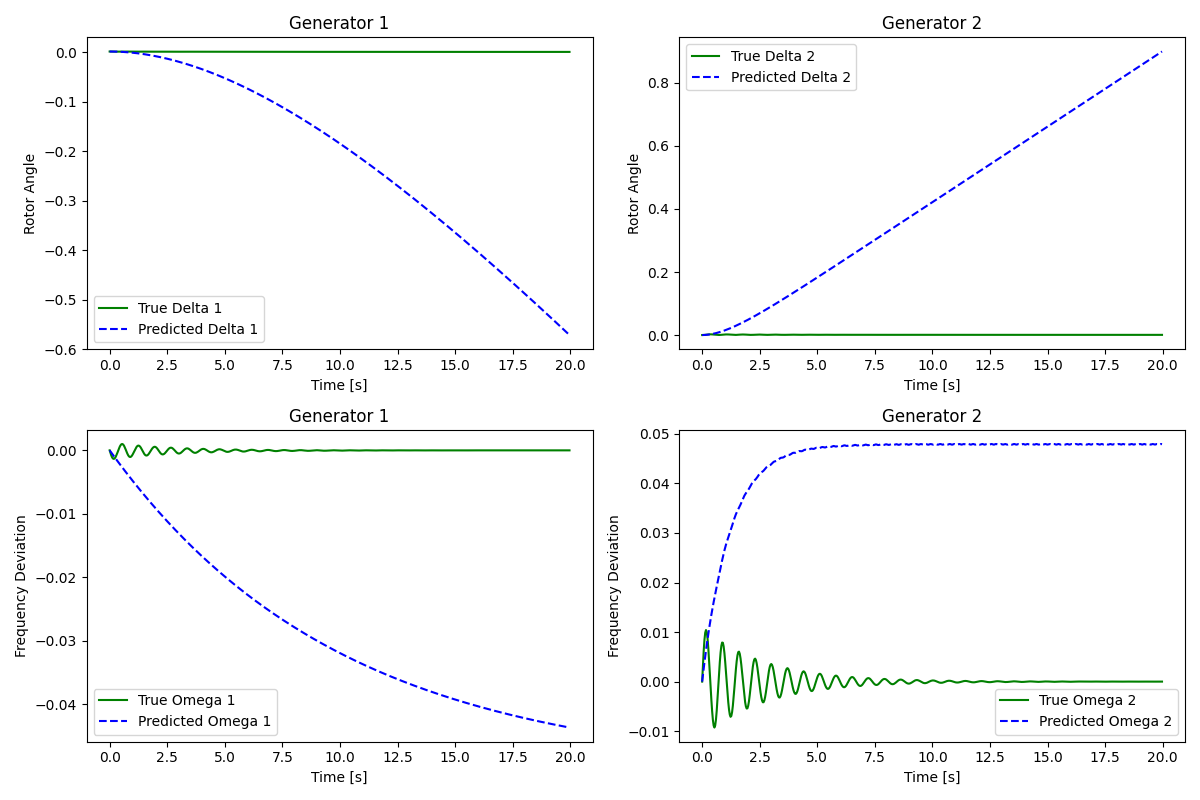 Generator 1
0.0
−0.1
−0.2
−0.3
−0.4
−0.5
−0.6
Rotor Angle
True Delta 1
Predicted Delta 1
0.0 2.5 5.0 7.5 10.0 12.5 15.0 17.5 20.0
Time [s]
Generator 2
True Delta 2
Predicted Delta 2
0.8
0.6
0.4
0.2
0.0
Rotor Angle
0.0 2.5 5.0 7.5 10.0 12.5 15.0 17.5 20.0
Time [s]
Generator 1
0.00
−0.01
−0.02
−0.03
−0.04
Frequency Deviation
True Omega 1
Predicted Omega 1
0.0 2.5 5.0 7.5 10.0 12.5 15.0 17.5 20.0
Time [s]
Generator 2
0.05
0.04
0.03
0.02
0.01
0.00
−0.01
Frequency Deviation
True Omega 2
Predicted Omega 2
0.0 2.5 5.0 7.5 10.0 12.5 15.0 17.5 20.0
Time [s]